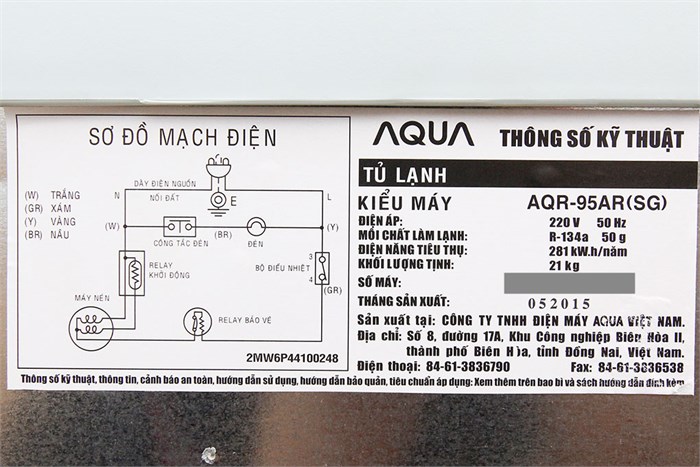 SƠ ĐỒ MẠCH ĐIỆN
(W) TRẮNG
(GR) XÁM
(Y) VÀNG
(BR) NÂU
N
DÂY ĐIỆN NGUỒN
NỐI ĐẤT
E
L
(W)
CÔNG TẮC ĐÈN
(BR)
ĐÈN
(Y)
RELAY
KHỞI ĐỘNG
BỘ ĐIỀU NHIỆT
3
4
MÁY NÉN
RELAY BẢO VỆ
(GR)
2MW6P44100248
AQUA THÔNG SỐ KỸ THUẬT
TỦ LẠNH
KIỂU MÁY AQR-95AR(SG)
ĐIỆN ÁP: 220 V 50 Hz
MÔI CHẤT LÀM LẠNH: R-134a 50 g
ĐIỆN NĂNG TIÊU THỤ: 281 kW.h/năm
KHỐI LƯỢNG TỊNH: 21 kg
SỐ MÁY:
THÁNG SẢN XUẤT: 052015
Sản xuất tại: CÔNG TY TNHH ĐIỆN MÁY AQUA VIỆT NAM.
Địa chỉ: Số 8, đường 17A, Khu Công nghiệp Biên Hòa II,
thành phố Biên Hòa, tỉnh Đồng Nai, Việt Nam.
Điện thoại: 84-61-3836790 Fax: 84-61-3836538
Thông số kỹ thuật, thông tin, cảnh báo an toàn, hướng dẫn sử dụng, hướng dẫn bảo quản, tiêu chuẩn áp dụng: Xem thêm trên bao bì và sách hướng dẫn đính kèm.